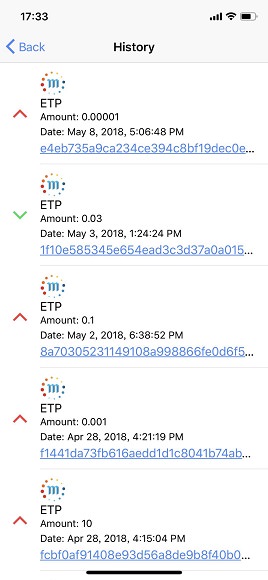 17:33
Back
History
m
ETP
Amount: 0.00001
Date: May 8, 2018, 5:06:48 PM
e4eb735a9ca234ce394c8bf19dec0e...
m
ETP
Amount: 0.03
Date: May 3, 2018, 1:24:24 PM
1f10e585345e654ead3c3d37a0a015...
m
ETP
Amount: 0.1
Date: May 2, 2018, 6:38:52 PM
8a70305231149108a998866fe0d6f5...
m
ETP
Amount: 0.001
Date: Apr 28, 2018, 4:21:19 PM
f1441da73fb616aedd1d1c8041b74ab...
m
ETP
Amount: 10
Date: Apr 28, 2018, 4:15:04 PM
fcbf0af91408e93d56a8de9b8f40b0...